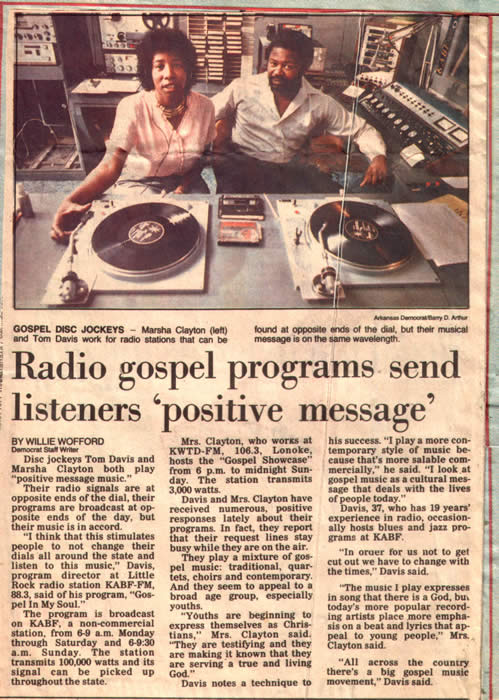 Arkansas Democrat/Barry D. Arthur
GOSPEL DISC JOCKEYS – Marsha Clayton (left)
and Tom Davis work for radio stations that can be
found at opposite ends of the dial, but their musical
message is on the same wavelength.
Radio gospel programs send
listeners ‘positive message’
BY WILLIE WOFFORD
Democrat Staff Writer
Disc jockeys Tom Davis and
Marsha Clayton both play
“positive message music.”
Their radio signals are at
opposite ends of the dial, their
programs are broadcast at op-
posite ends of the day, but
their music is in accord.
“I think that this stimulates
people to not change their
dials all around the state and
listen to this music,” Davis,
program director at Little
Rock radio station KABF-FM,
88.3, said of his program, “Gos-
pel In My Soul.”
The program is broadcast
on KABF, a non-commercial
station, from 6-9 a.m. Monday
through Saturday and 6-9:30
a.m. Sunday. The station
transmits 100,000 watts and its
signal can be picked up
throughout the state.
Mrs. Clayton, who works at
KWTD-FM, 106.3, Lonoke,
hosts the “Gospel Showcase”
from 6 p.m. to midnight Sun-
day. The station transmits
3,000 watts.
Davis and Mrs. Clayton have
received numerous, positive
responses lately about their
programs. In fact, they report
that their request lines stay
busy while they are on the air.
They play a mixture of gos-
pel music: traditional, quar-
tets, choirs and contemporary.
And they seem to appeal to a
broad age group, especially
youths.
“Youths are beginning to
express themselves as Chris-
tians,” Mrs. Clayton said.
“They are testifying and they
are making it known that they
are serving a true and living
God.”
Davis notes a technique to
his success. “I play a more con-
temporary style of music be-
cause that's more salable com-
mercially,” he said. “I look at
gospel music as a cultural mes-
sage that deals with the lives
of people today.”
Davis, 37, who has 19 years’
experience in radio, occasion-
ally hosts blues and jazz pro-
grams at KABF.
“In oruer for us not to get
cut out we have to change with
the times,” Davis said.
“The music I play expresses
in song that there is a God, but
today's more popular record-
ing artists place more empha-
sis on a beat and lyrics that ap-
peal to young people,” Mrs.
Clayton said.
“All across the country
there's a big gospel music
movement,” Davis said.